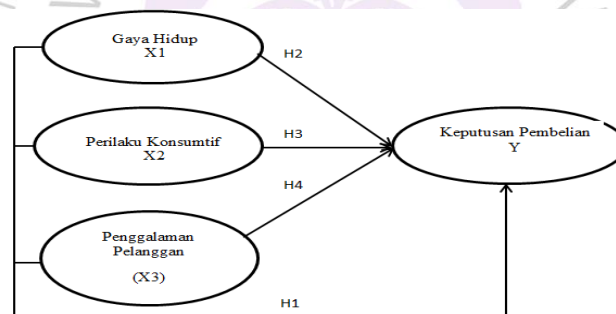 Gaya Hidup
X1
H2
Perilaku Konsumtif
X2
H3
Keputusan Pembelian
Y
H4
Penggalaman
Pelanggan
(X3)
H1